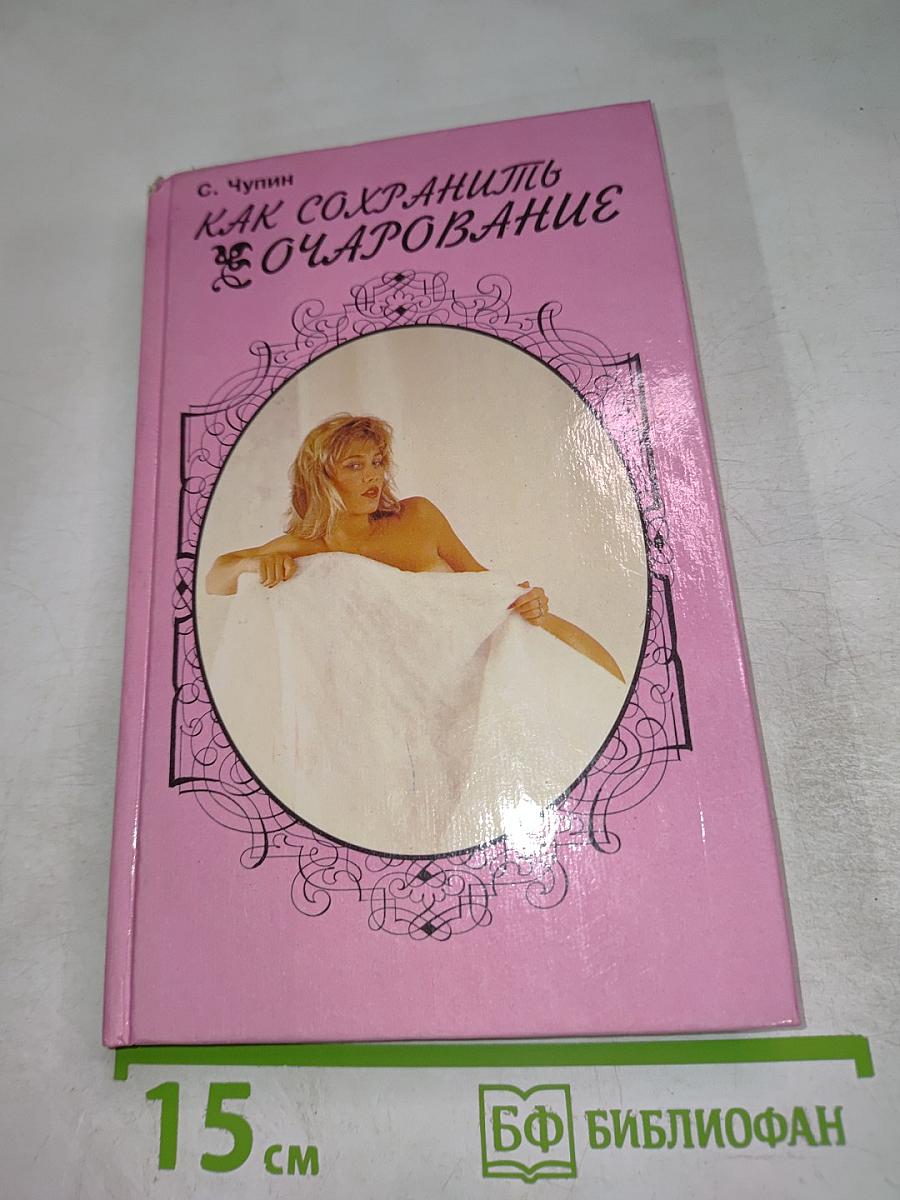 С. Чупин
КАК СОХРАНИТЬ
ОЧАРОВАНИЕ
15 см
БФ БИБЛИОФАН